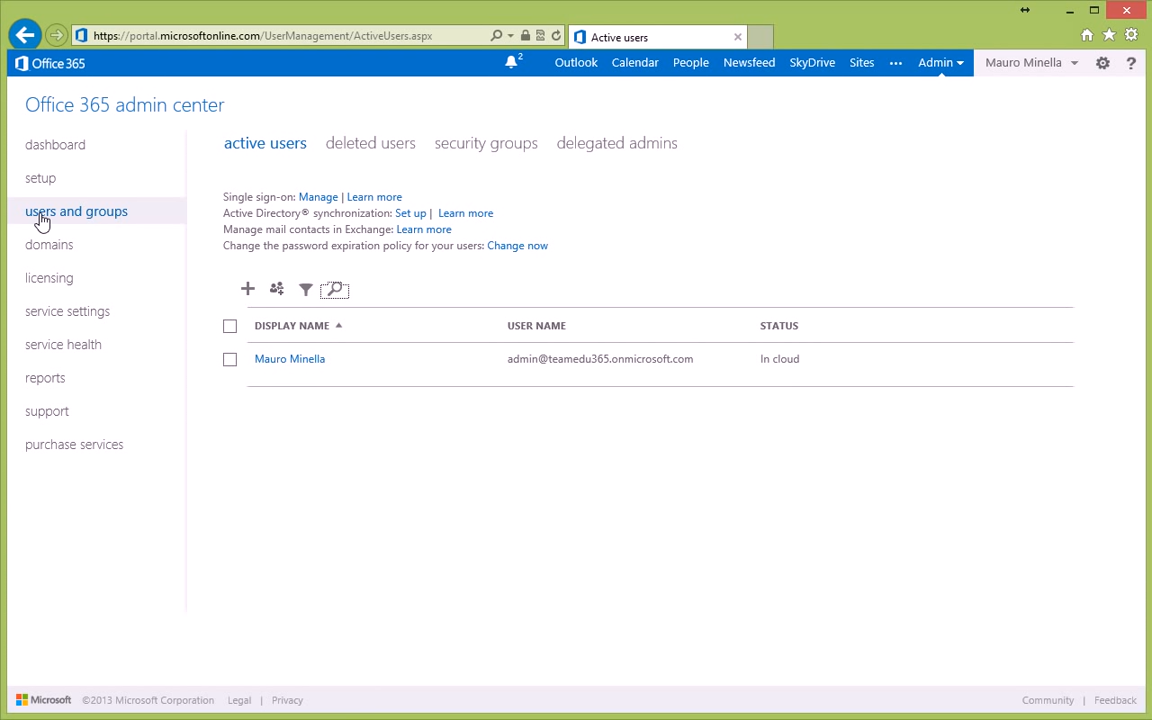 https://portal.microsoftonline.com/UserManagement/ActiveUsers.aspx
Active users
Office 365
2
Outlook
Calendar
People
Newsfeed
SkyDrive
Sites
Admin
Mauro Minella
?
Office 365 admin center
dashboard
setup
users and groups
domains
licensing
service settings
service health
reports
support
purchase services
active users
deleted users
security groups
delegated admins
Single sign-on: Manage | Learn more
Active Directory® synchronization: Set up | Learn more
Manage mail contacts in Exchange: Learn more
Change the password expiration policy for your users: Change now
DISPLAY NAME USER NAME STATUS
Mauro Minella admin@teamedu365.onmicrosoft.com In cloud
Microsoft ©2013 Microsoft Corporation Legal | Privacy Community | Feedback